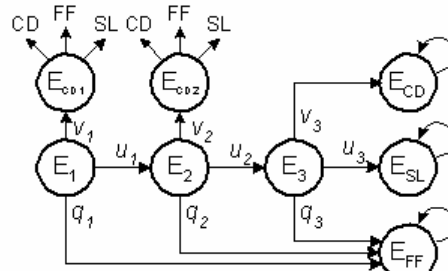 FF FF
CD SL CD SL
E_CD1 E_CD2 E_CD
v_1 v_2 v_3
E_1 u_1 E_2 u_2 E_3 u_3 E_SL
q_1 q_2 q_3
E_FF